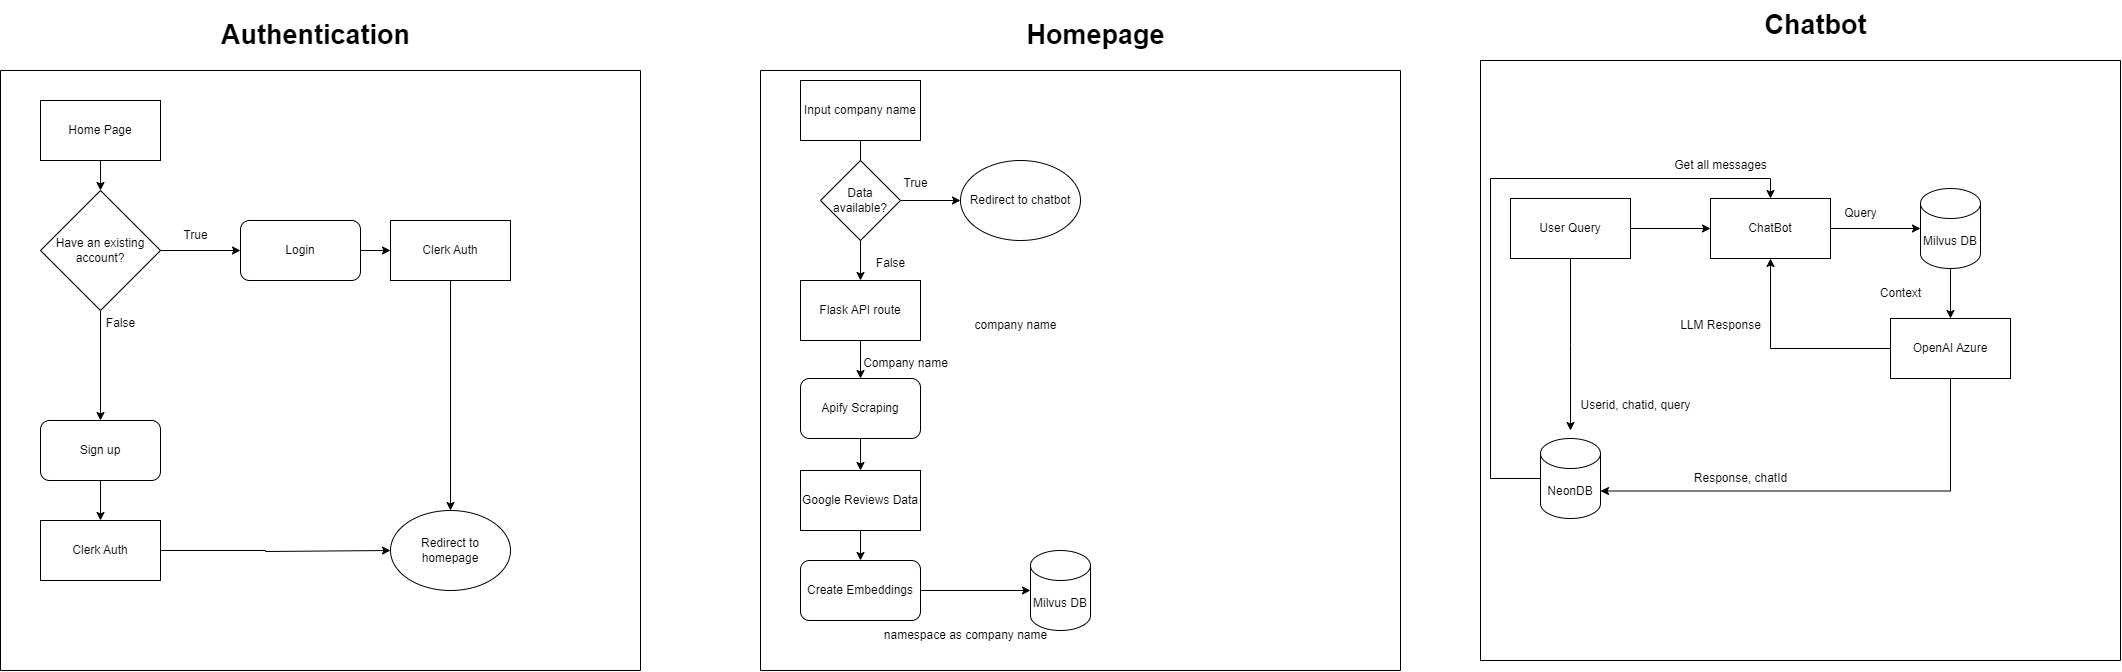 Authentication
Home Page
Have an existing
account?
True
Login
Clerk Auth
False
Sign up
Clerk Auth
Redirect to
homepage
Homepage
Input company name
Data
available?
True
Redirect to chatbot
False
Flask API route
company name
Company name
Apify Scraping
Google Reviews Data
Create Embeddings
Milvus DB
namespace as company name
Chatbot
Get all messages
User Query
ChatBot
Query
Milvus DB
Context
LLM Response
OpenAI Azure
Userid, chatid, query
NeonDB
Response, chatId